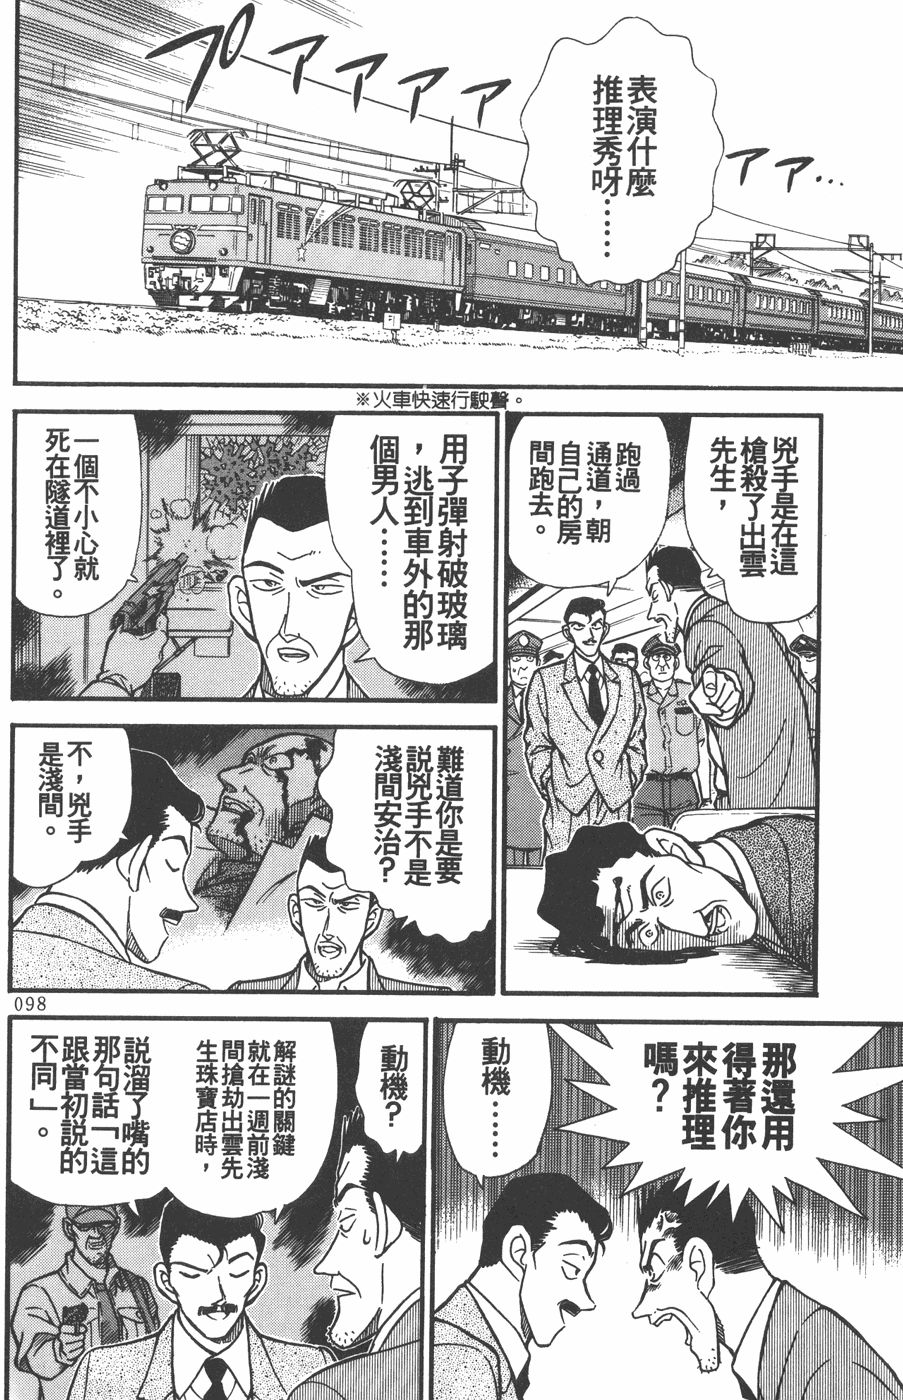 表演什麼
推理秀呀……
プアアアア
アア…
※火車快速行駛聲。
兇手是在這
槍殺了出雲
先生，
跑過
通道，朝
自己的房
間跑去。
用子彈射破玻璃
，逃到車外的那
個男人……
一個不小心就
死在隧道裡了。
難道你是要
說兇手不是
淺間安治？
不，兇手
是淺間。
098
那還用
得著你
來推理
嗎？
動機……
動機？
解謎的關鍵
就在一週前淺
間搶劫出雲先
生珠寶店時，
說溜了嘴的
那句話「這
跟當初說的
不同」。